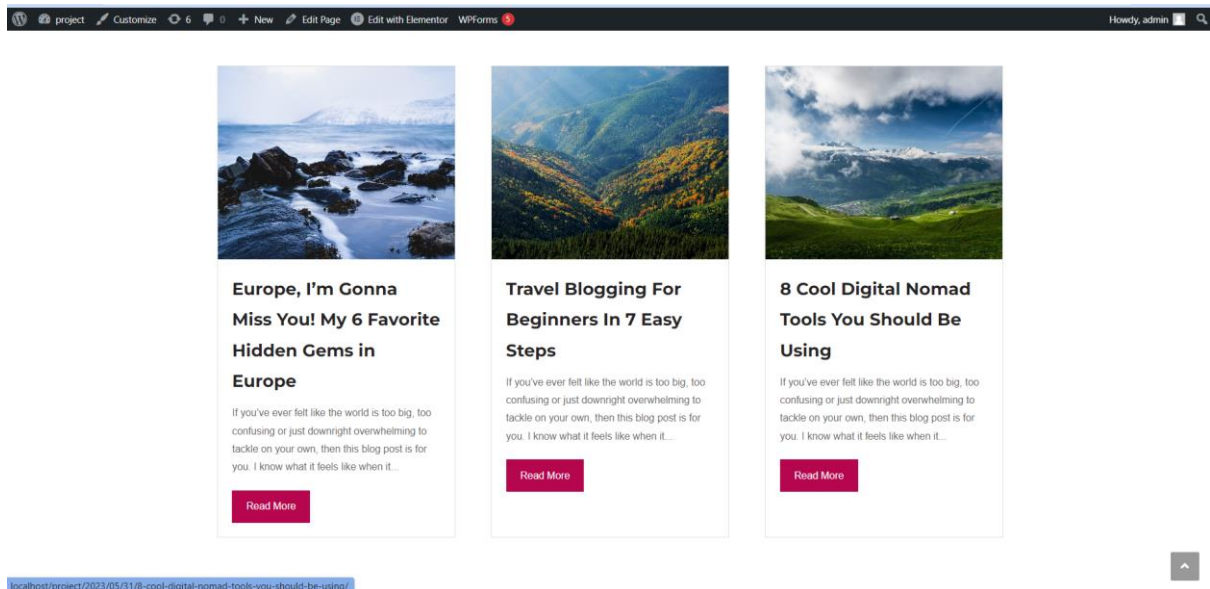 project Customize 6 0 New Edit Page Edit with Elementor WPForms 5 Howdy, admin
Europe, I'm Gonna
Miss You! My 6 Favorite
Hidden Gems in
Europe
If you've ever felt like the world is too big, too
confusing or just downright overwhelming to
tackle on your own, then this blog post is for
you. I know what it feels like when it...
Read More
Travel Blogging For
Beginners In 7 Easy
Steps
If you've ever felt like the world is too big, too
confusing or just downright overwhelming to
tackle on your own, then this blog post is for
you. I know what it feels like when it...
Read More
8 Cool Digital Nomad
Tools You Should Be
Using
If you've ever felt like the world is too big, too
confusing or just downright overwhelming to
tackle on your own, then this blog post is for
you. I know what it feels like when it...
Read More
localhost/project/2023/05/31/8-cool-digital-nomad-tools-you-should-be-using/